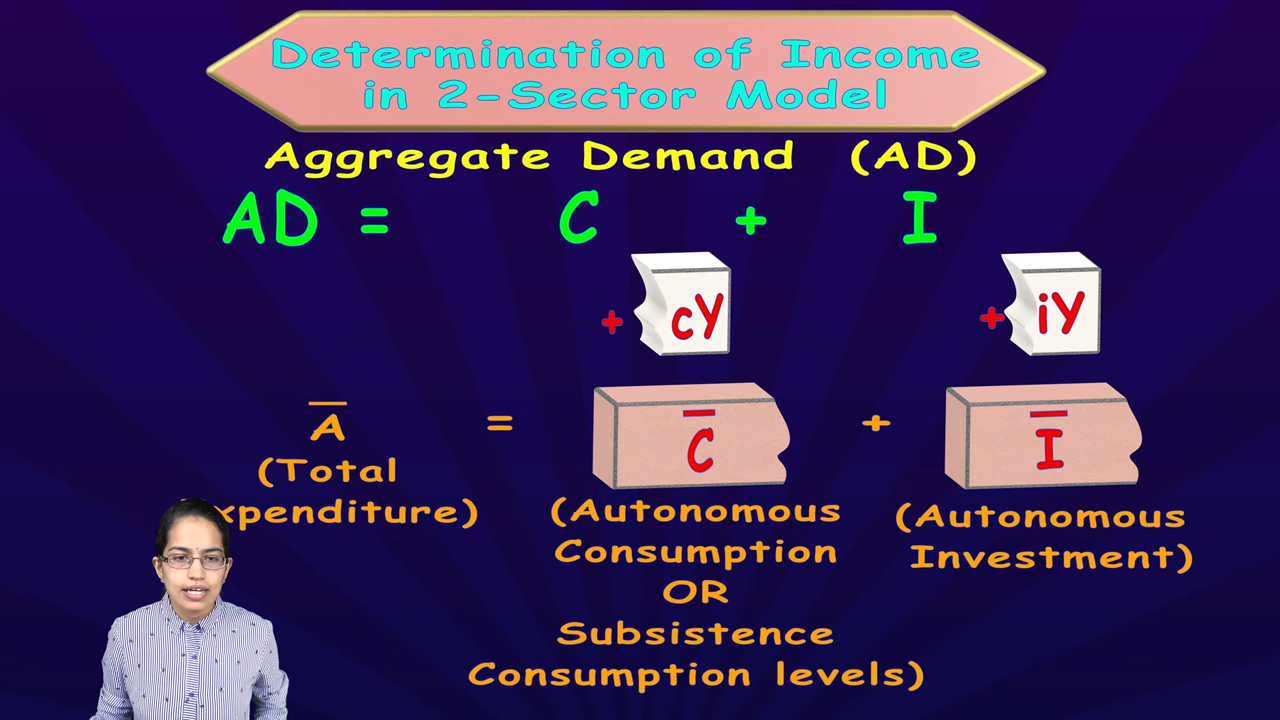 Determination of Income
in 2-Sector Model
Aggregate Demand (AD)
AD = C + I
+ cY + iY
A̅ = C̅ + I̅
(Total
xpenditure)
(Autonomous
Consumption
OR
Subsistence
Consumption levels)
(Autonomous
Investment)